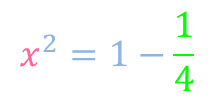 x² = 1 − 1/4